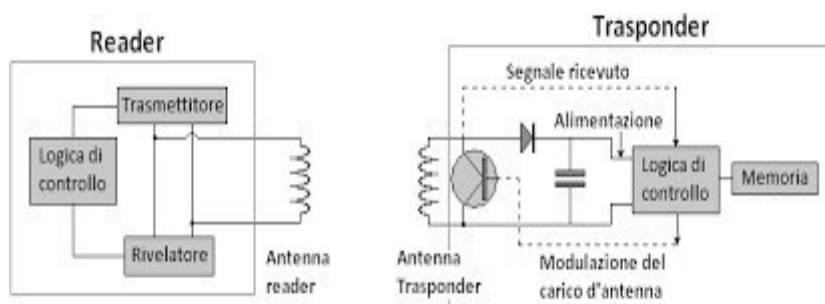 Reader
Trasmettitore
Logica di
controllo
Rivelatore
Antenna
reader
Trasponder
Segnale ricevuto
Alimentazione
Logica di
controllo
Memoria
Antenna
Trasponder
Modulazione del
carico d'antenna